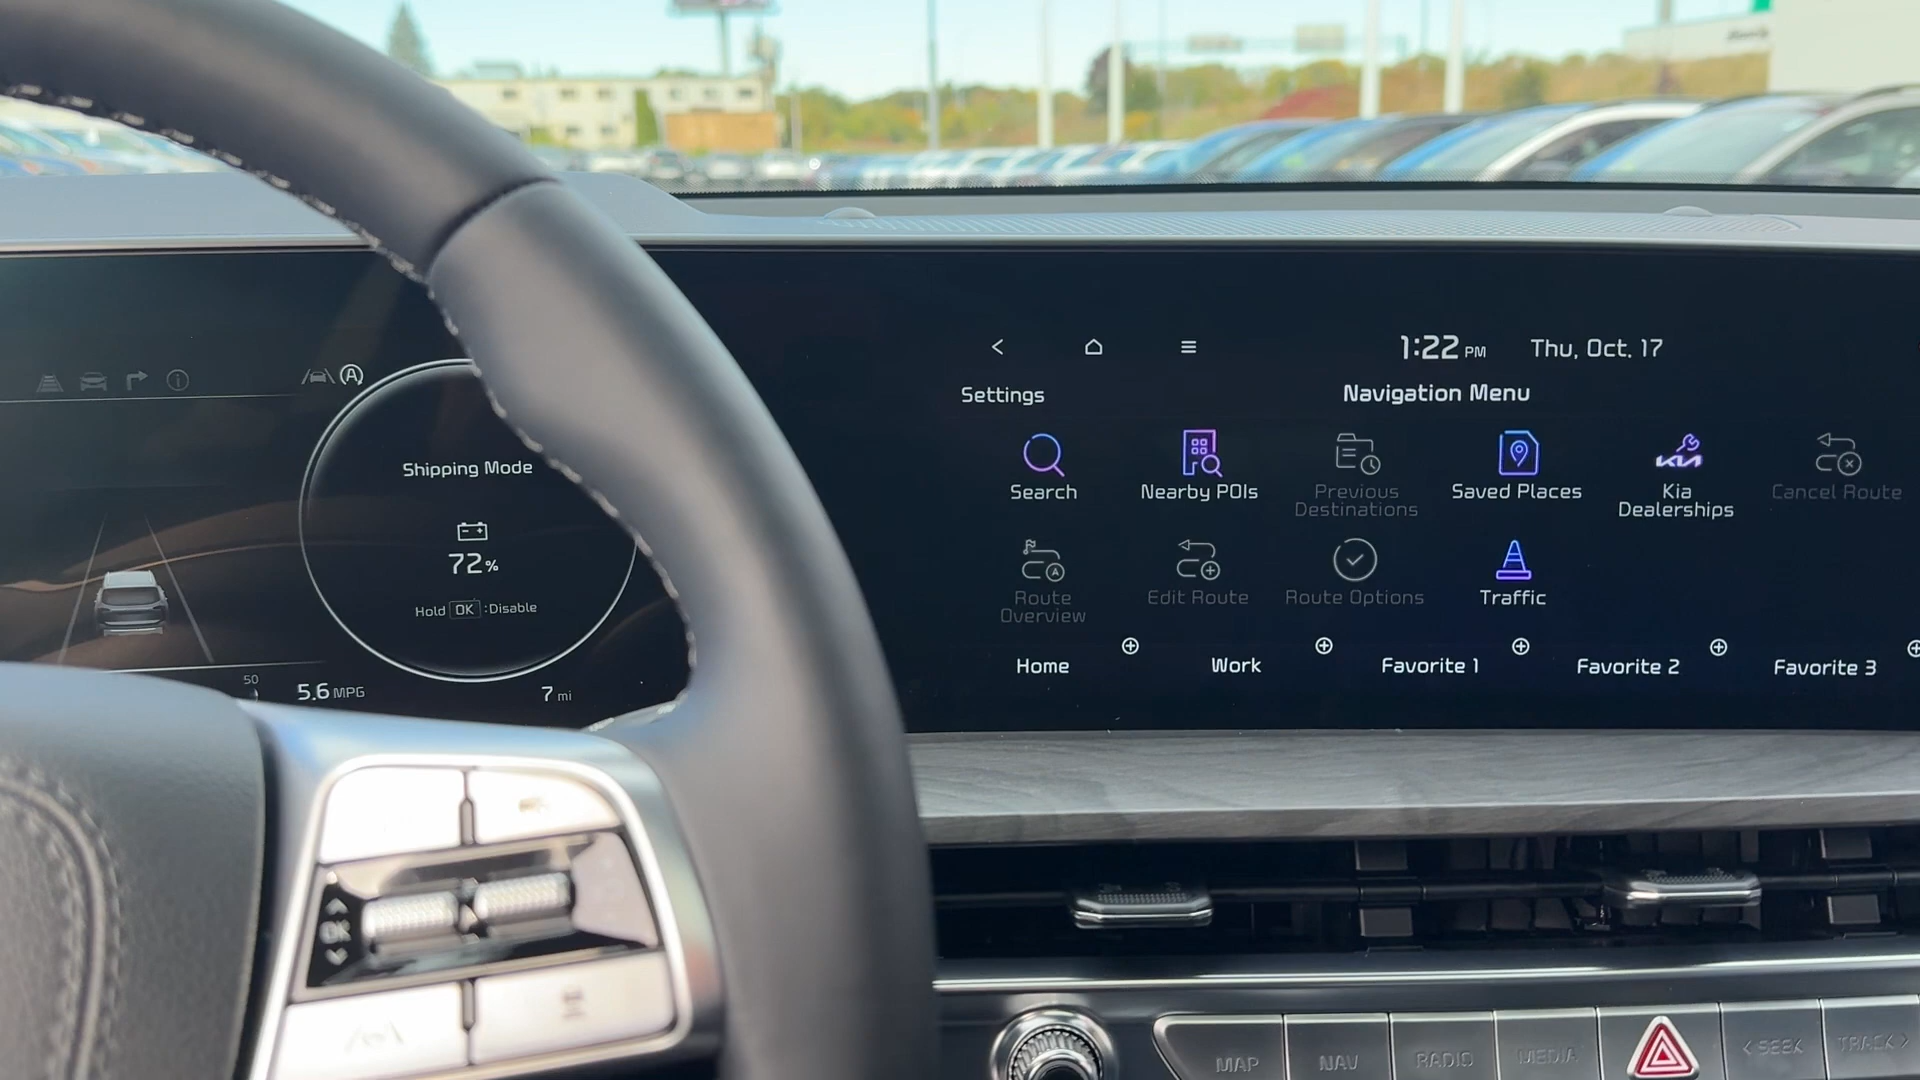 1:22 PM Thu, Oct. 17
Settings
Navigation Menu
Search
Nearby POIs
Previous
Destinations
Saved Places
KIA
Kia
Dealerships
Cancel Route
Route
Overview
Edit Route
Route Options
Traffic
Home
Work
Favorite 1
Favorite 2
Favorite 3
A
Shipping Mode
72%
Hold OK :Disable
50
5.6 MPG
7 mi
OK
MAP
NAV
RADIO
MEDIA
< SEEK
TRACK >